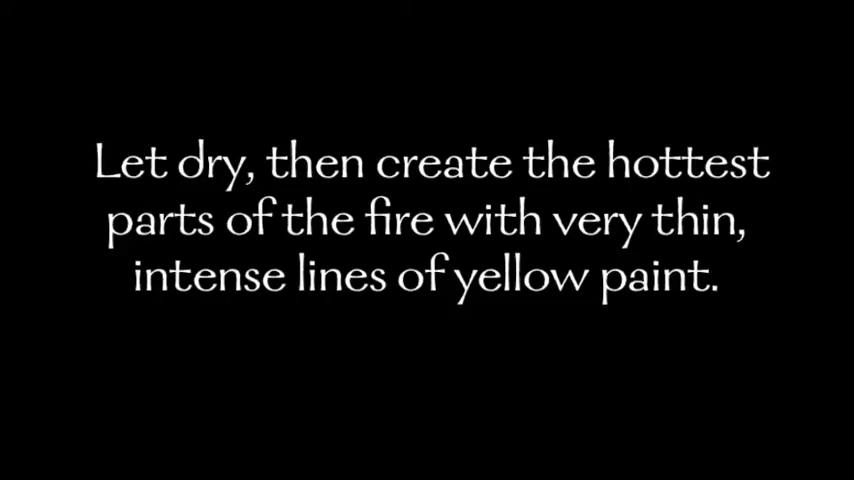 Let dry, then create the hottest
parts of the fire with very thin,
intense lines of yellow paint.